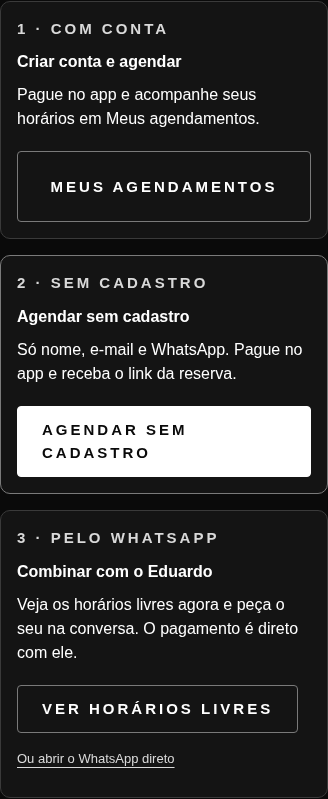 1 · COM CONTA
Criar conta e agendar
Pague no app e acompanhe seus
horários em Meus agendamentos.
MEUS AGENDAMENTOS
2 · SEM CADASTRO
Agendar sem cadastro
Só nome, e-mail e WhatsApp. Pague no
app e receba o link da reserva.
AGENDAR SEM
CADASTRO
3 · PELO WHATSAPP
Combinar com o Eduardo
Veja os horários livres agora e peça o
seu na conversa. O pagamento é direto
com ele.
VER HORÁRIOS LIVRES
Ou abrir o WhatsApp direto